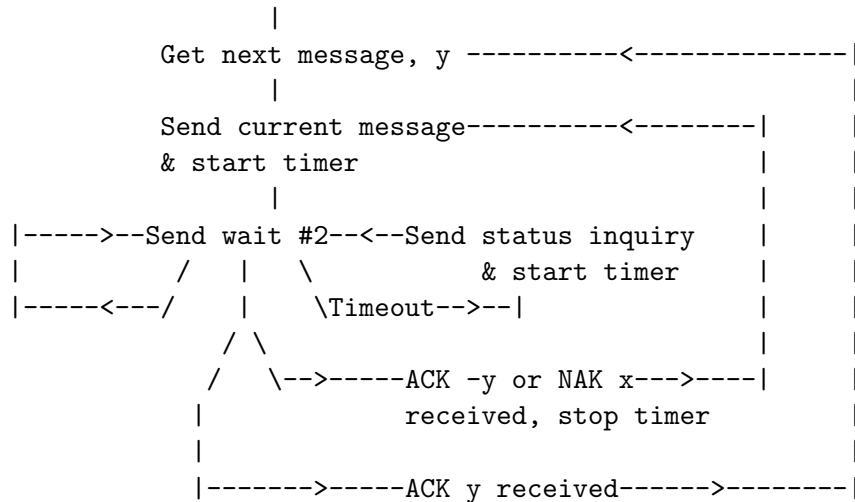 |
           Get next message, y ----------<--------------|
                    |                                   |
           Send current message----------<--------|     |
           & start timer                          |     |
                    |                             |     |
|----->--Send wait #2--<--Send status inquiry     |     |
|           /   |   \           & start timer     |     |
|-----<---/     |    \Timeout-->--|               |     |
               / \                                |     |
              /   \-->-----ACK -y or NAK x--->----|     |
             |             received, stop timer         |
             |                                          |
             |------->-----ACK y received------>--------|